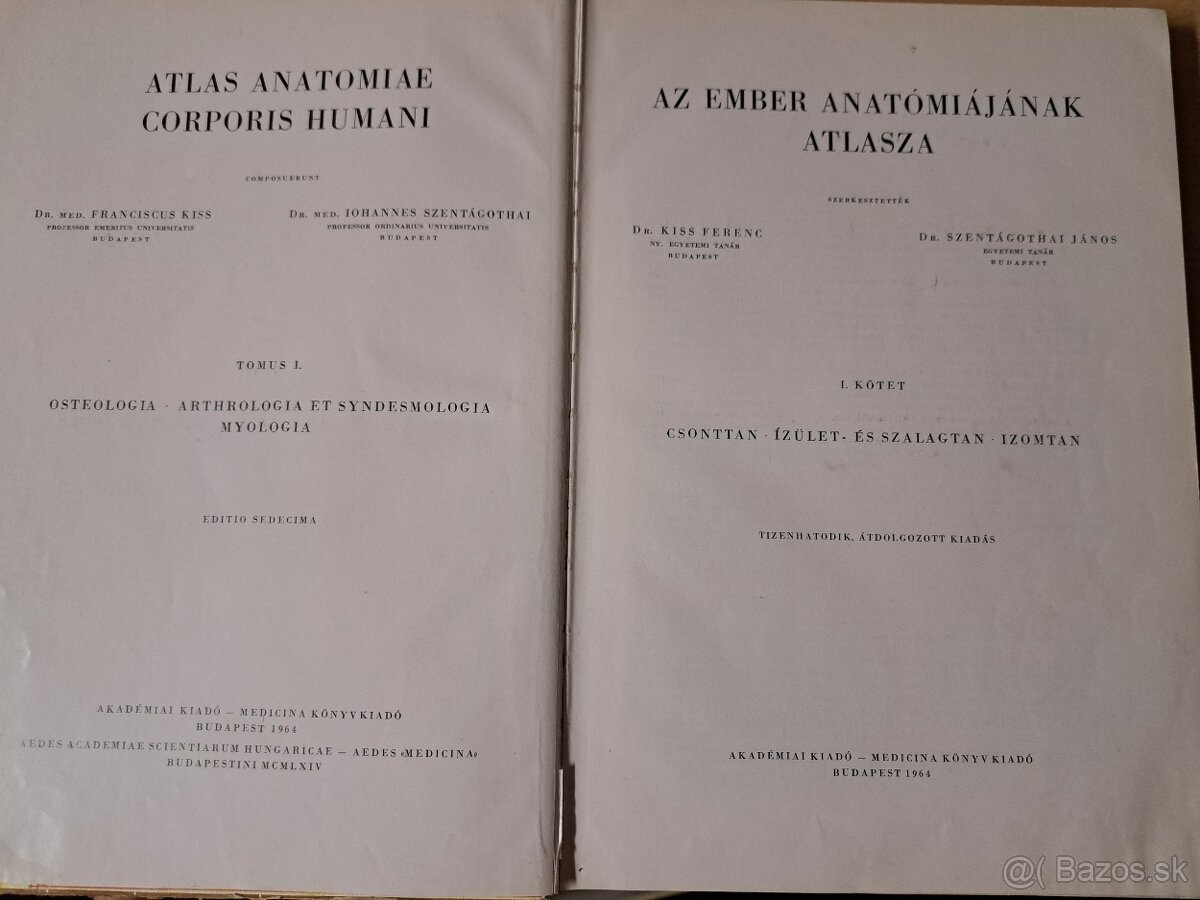 ATLAS ANATOMIAE
CORPORIS HUMANI
COMPOSUERUNT
DR. MED. FRANCISCUS KISS
PROFESSOR EMERITUS UNIVERSITATIS
BUDAPEST
DR. MED. IOHANNES SZENTÁGOTHAI
PROFESSOR ORDINARIUS UNIVERSITATIS
BUDAPEST
TOMUS I.
OSTEOLOGIA · ARTHROLOGIA ET SYNDESMOLOGIA
MYOLOGIA
EDITIO SEDECIMA
AKADÉMIAI KIADÓ — MEDICINA KÖNYVKIADÓ
BUDAPEST 1964
AEDES ACADEMIAE SCIENTIARUM HUNGARICAE — AEDES «MEDICINA»
BUDAPESTINI MCMLXIV
AZ EMBER ANATÓMIÁJÁNAK
ATLASZA
SZERKESZTETTÉK
DR. KISS FERENC
NY. EGYETEMI TANÁR
BUDAPEST
DR. SZENTÁGOTHAI JÁNOS
EGYETEMI TANÁR
BUDAPEST
I. KÖTET
CSONTTAN · ÍZÜLET- ÉS SZALAGTAN · IZOMTAN
TIZENHATODIK, ÁTDOLGOZOTT KIADÁS
AKADÉMIAI KIADÓ — MEDICINA KÖNYVKIADÓ
BUDAPEST 1964
@( Bazos.sk